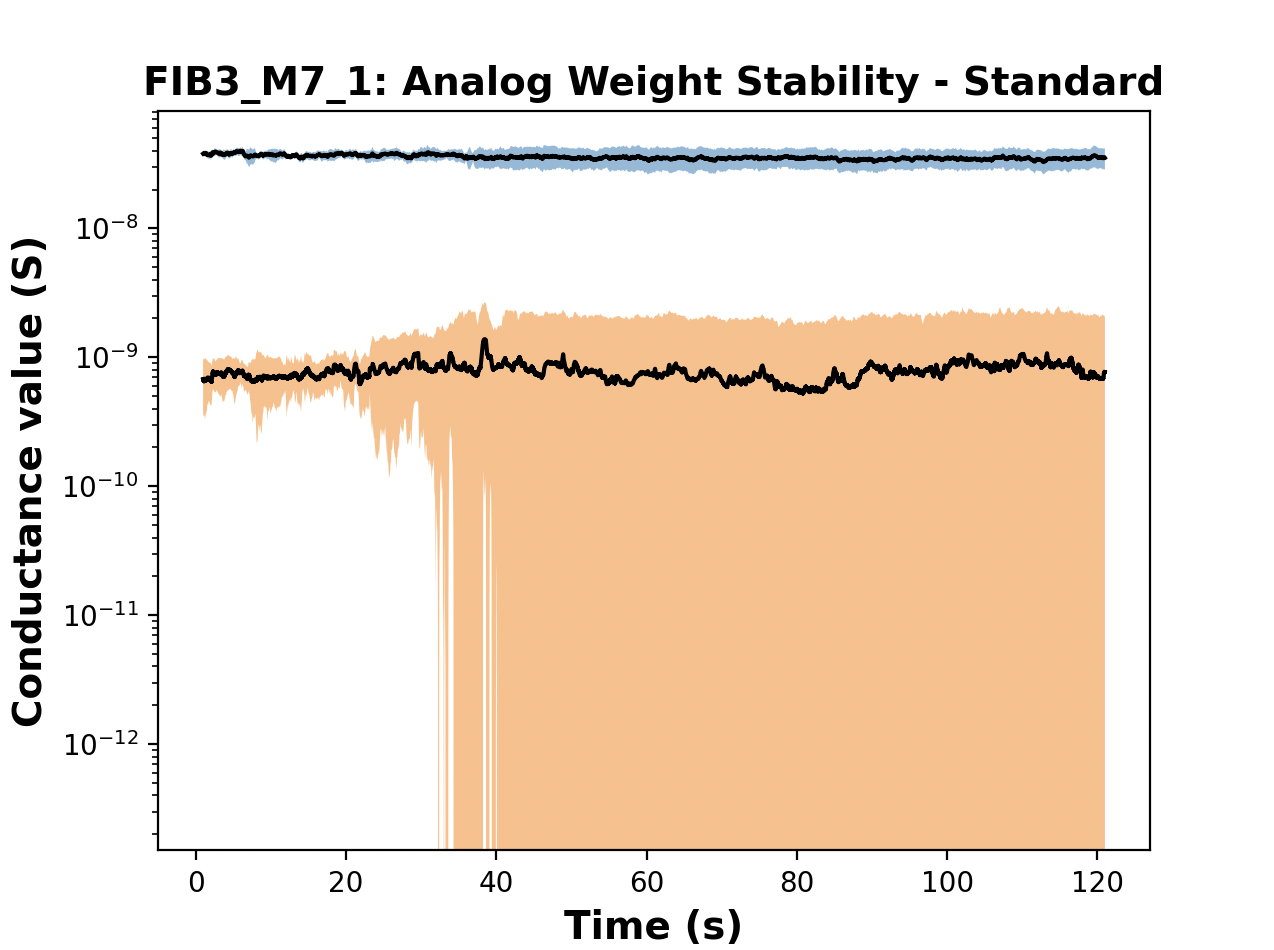 FIB3_M7_1: Analog Weight Stability - Standard
Conductance value (S)
10⁻⁸
10⁻⁹
10⁻¹⁰
10⁻¹¹
10⁻¹²
0 20 40 60 80 100 120
Time (s)